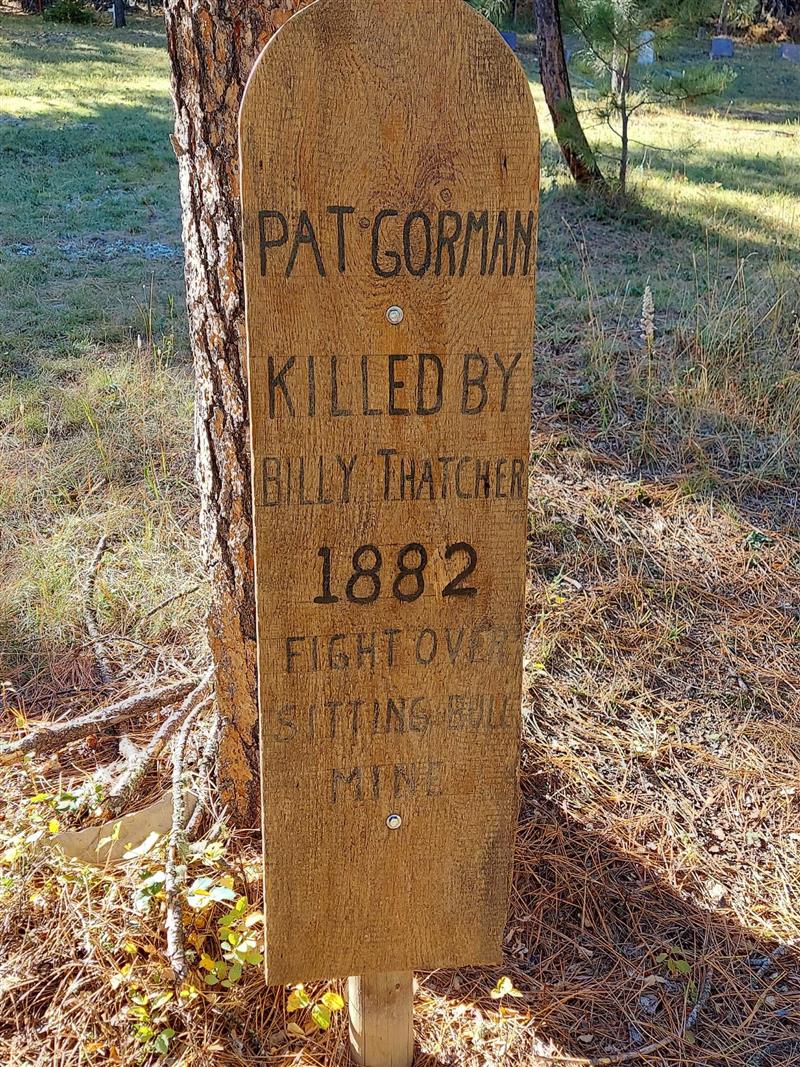 PAT GORMAN
KILLED BY
BILLY THATCHER
1882
FIGHT OVER
SITTING BULL
MINE